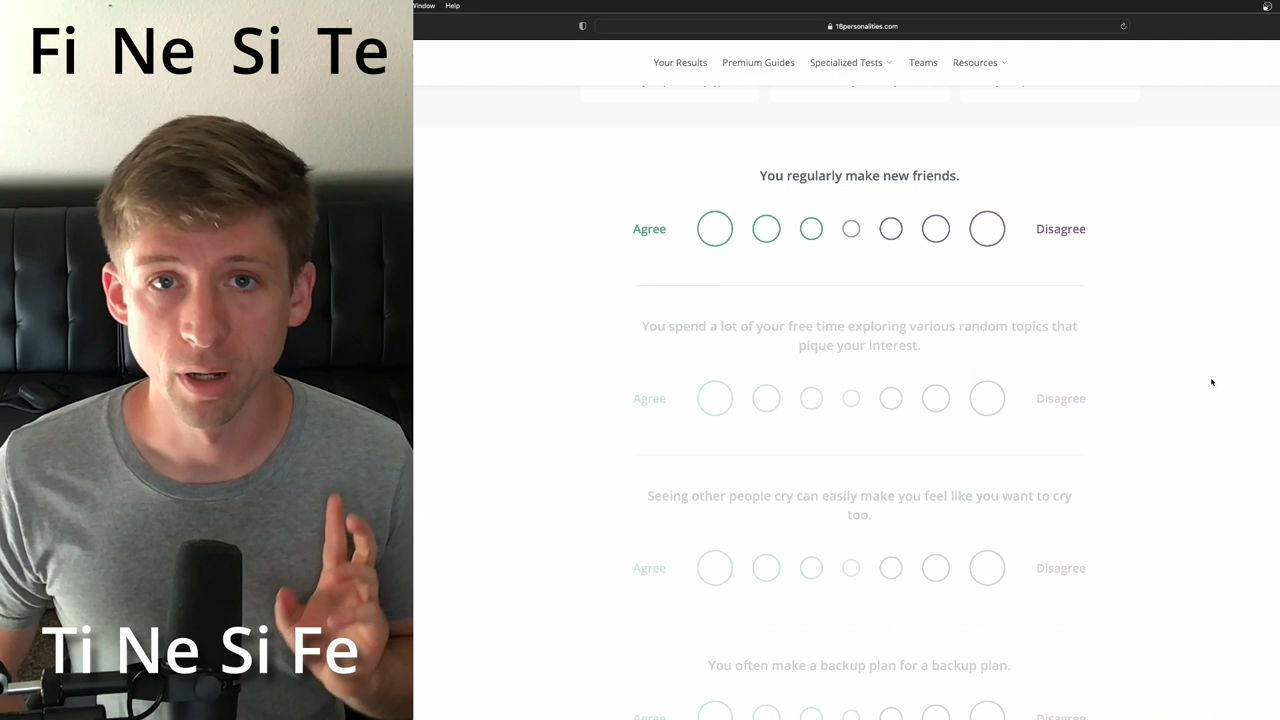 Fi Ne Si Te
Ti Ne Si Fe
Window Help
16personalities.com
Your Results Premium Guides Specialized Tests Teams Resources
You regularly make new friends.
Agree Disagree
You spend a lot of your free time exploring various random topics that
pique your interest.
Agree Disagree
Seeing other people cry can easily make you feel like you want to cry
too.
Agree Disagree
You often make a backup plan for a backup plan.
Agree Disagree